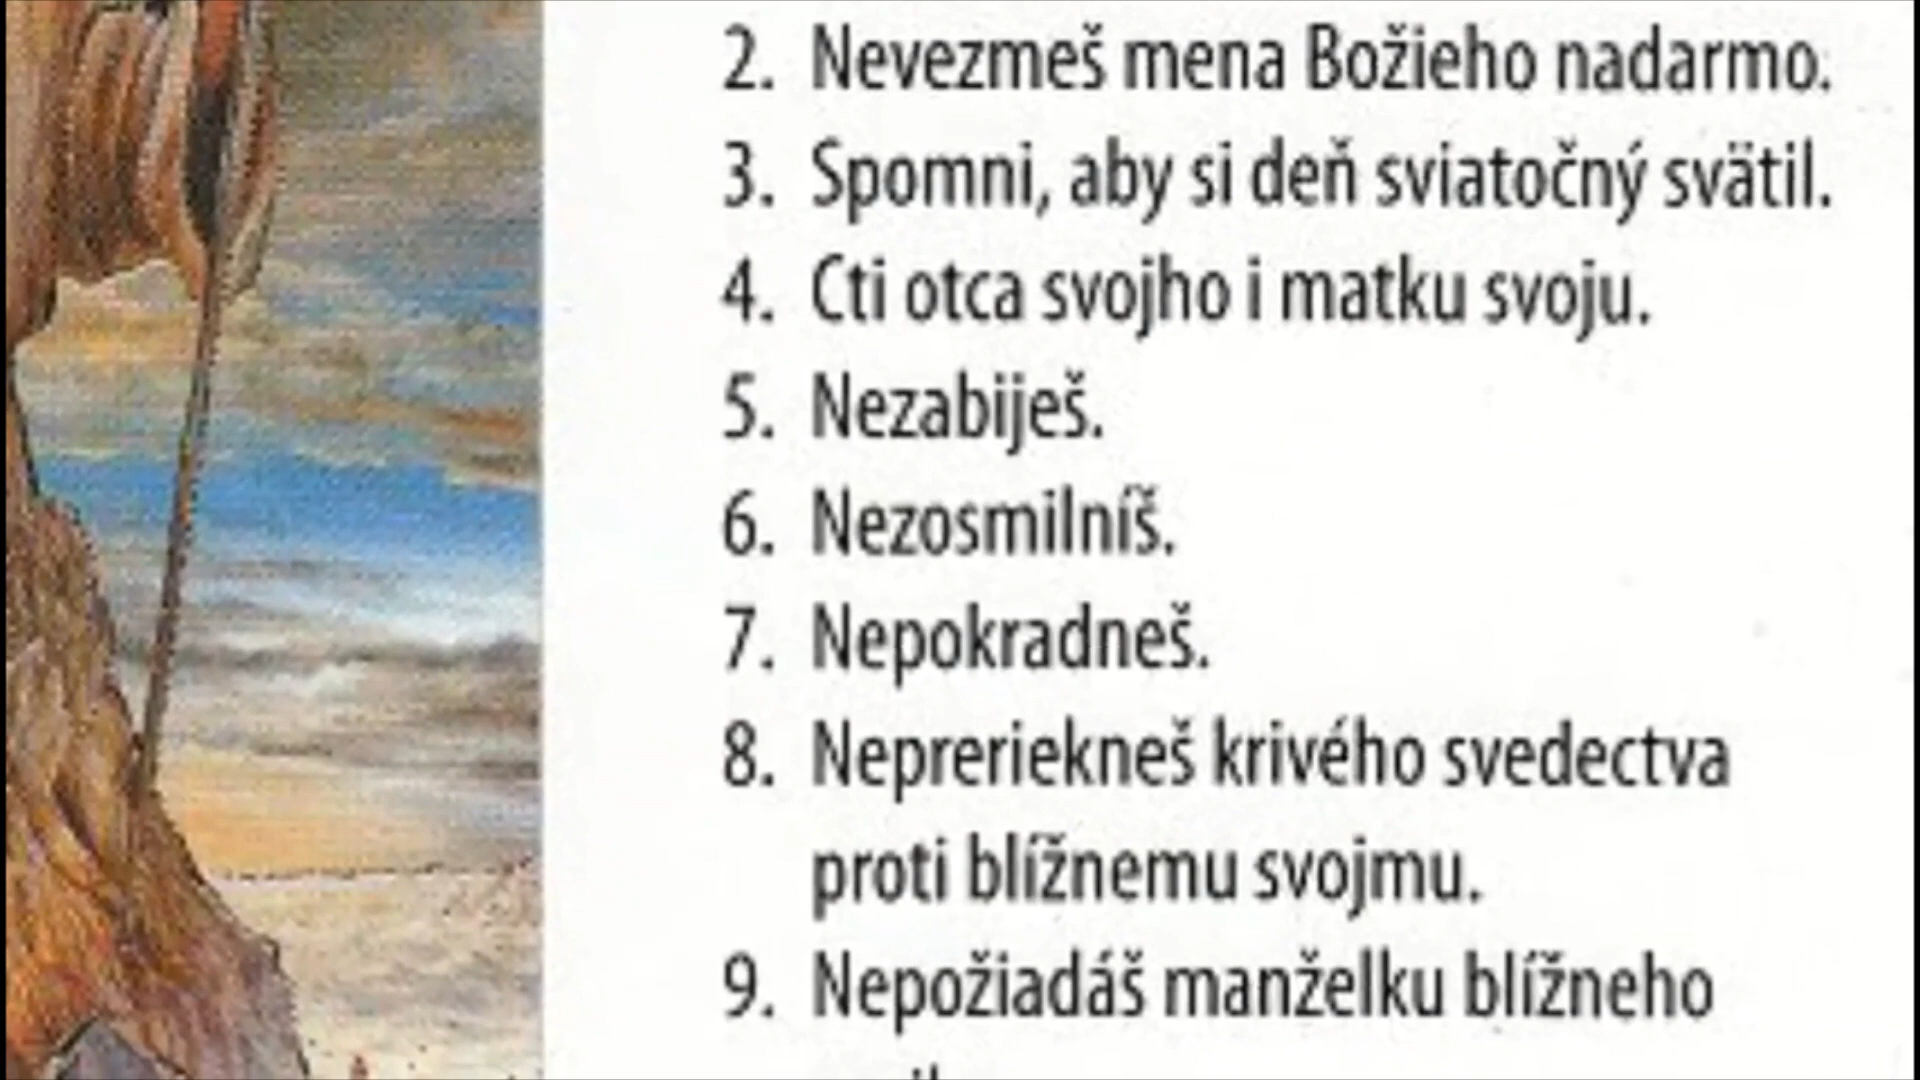 2. Nevezmeš mena Božieho nadarmo.
3. Spomni, aby si deň sviatočný svätil.
4. Cti otca svojho i matku svoju.
5. Nezabiješ.
6. Nezosmilníš.
7. Nepokradneš.
8. Nepreriekneš krivého svedectva
proti blížnemu svojmu.
9. Nepožiadáš manželku blížneho